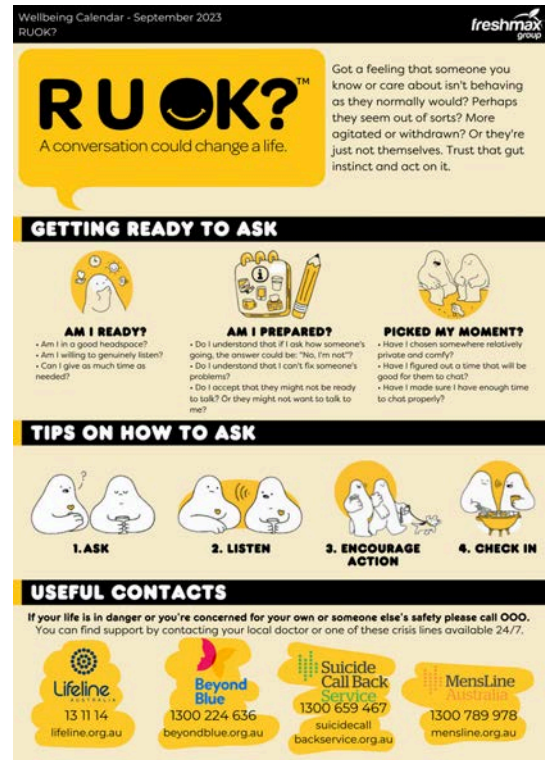 Wellbeing Calendar - September 2023
RUOK?
freshmax
group
R U OK?™
A conversation could change a life.
Got a feeling that someone you
know or care about isn't behaving
as they normally would? Perhaps
they seem out of sorts? More
agitated or withdrawn? Or they're
just not themselves. Trust that gut
instinct and act on it.
GETTING READY TO ASK
AM I READY?
• Am I in a good headspace?
• Am I willing to genuinely listen?
• Can I give as much time as
needed?
AM I PREPARED?
• Do I understand that if I ask how someone's
going, the answer could be: "No, I'm not"?
• Do I understand that I can't fix someone's
problems?
• Do I accept that they might not be ready
to talk? Or they might not want to talk to
me?
PICKED MY MOMENT?
• Have I chosen somewhere relatively
private and comfy?
• Have I figured out a time that will be
good for them to chat?
• Have I made sure I have enough time
to chat properly?
TIPS ON HOW TO ASK
?
1. ASK
2. LISTEN
3. ENCOURAGE
ACTION
4. CHECK IN
USEFUL CONTACTS
If your life is in danger or you're concerned for your own or someone else's safety please call OOO.
You can find support by contacting your local doctor or one of these crisis lines available 24/7.
Lifeline
AUSTRALIA
13 11 14
lifeline.org.au
Beyond
Blue
1300 224 636
beyondblue.org.au
Suicide
Call Back
Service
1300 659 467
suicidecall
backservice.org.au
MensLine
Australia
1300 789 978
mensline.org.au